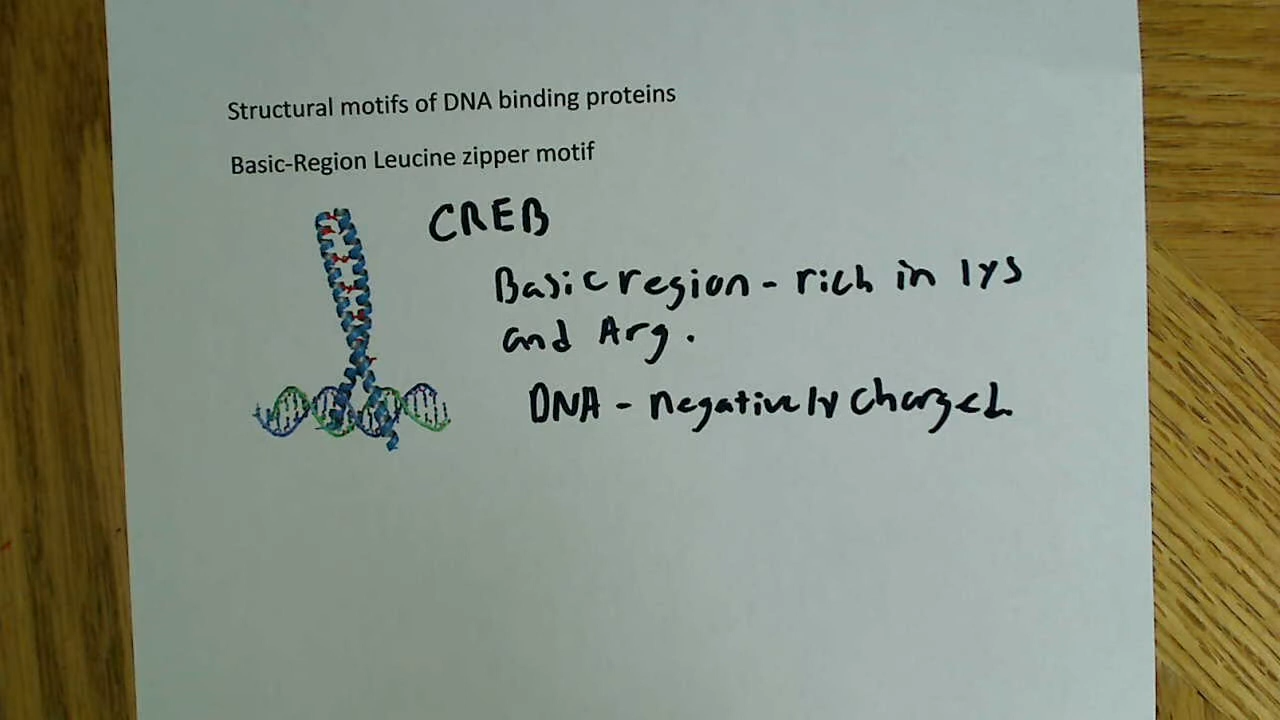 Structural motifs of DNA binding proteins
Basic-Region Leucine zipper motif
CREB
Basic region - rich in lys
and Arg.
DNA - negatively charged